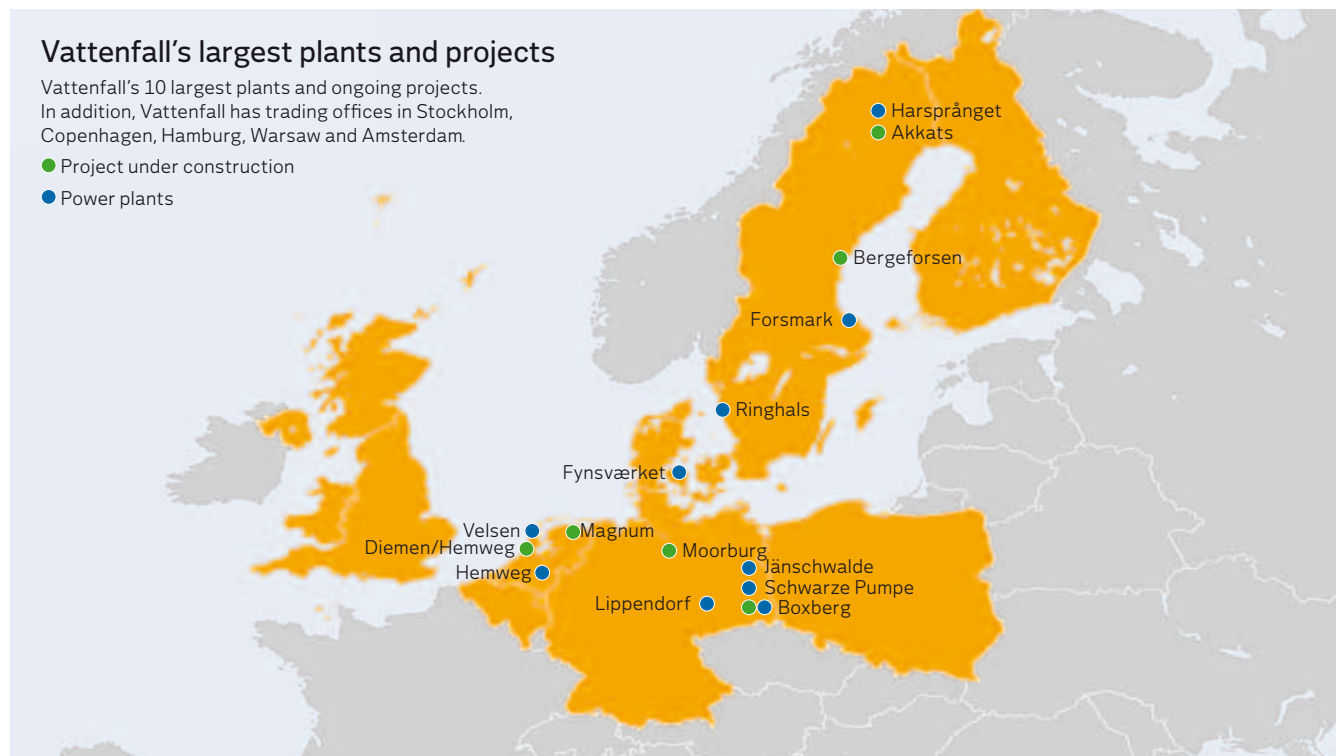 Vattenfall's largest plants and projects
Vattenfall's 10 largest plants and ongoing projects.
In addition, Vattenfall has trading offices in Stockholm,
Copenhagen, Hamburg, Warsaw and Amsterdam.
Project under construction
Power plants
Harsprånget
Akkats
Bergeforsen
Forsmark
Ringhals
Fynsværket
Velsen
Magnum
Diemen/Hemweg
Moorburg
Hemweg
Jänschwalde
Schwarze Pumpe
Lippendorf
Boxberg